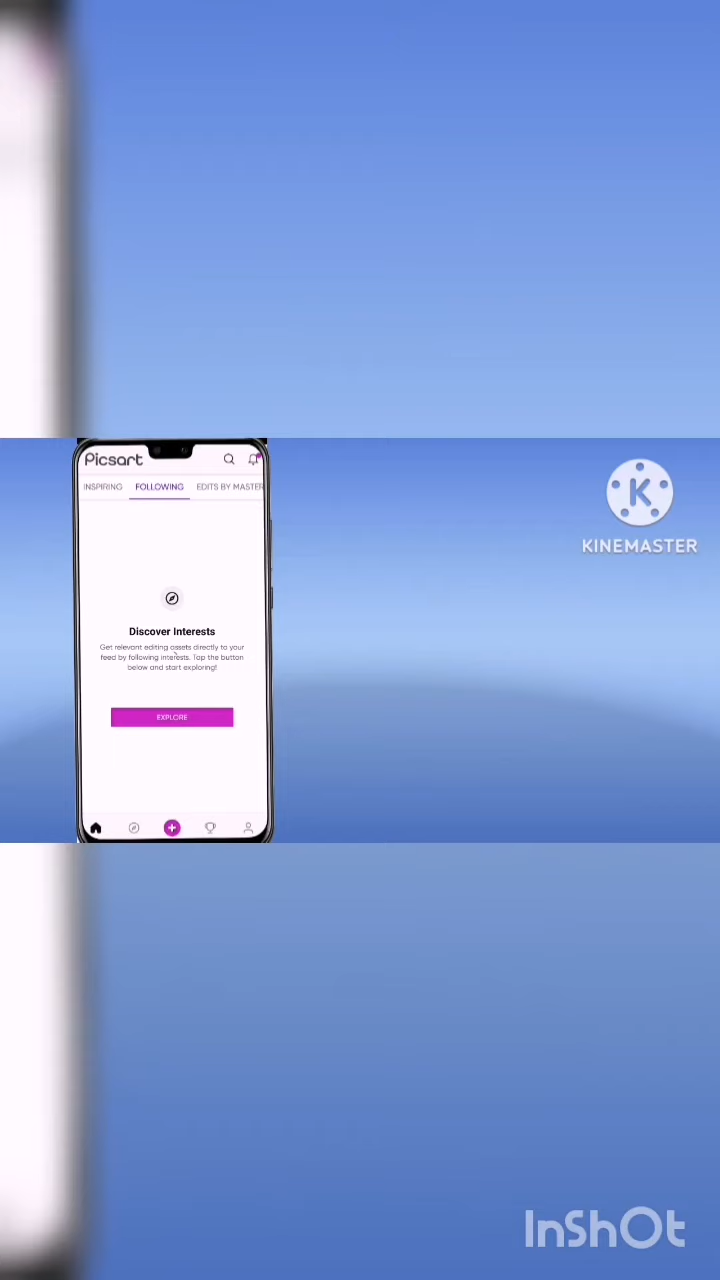 Picsart
INSPIRING FOLLOWING EDITS BY MASTER
Discover Interests
Get relevant editing assets directly to your
feed by following interests. Tap the button
below and start exploring!
EXPLORE
K
KINEMASTER
InShOt